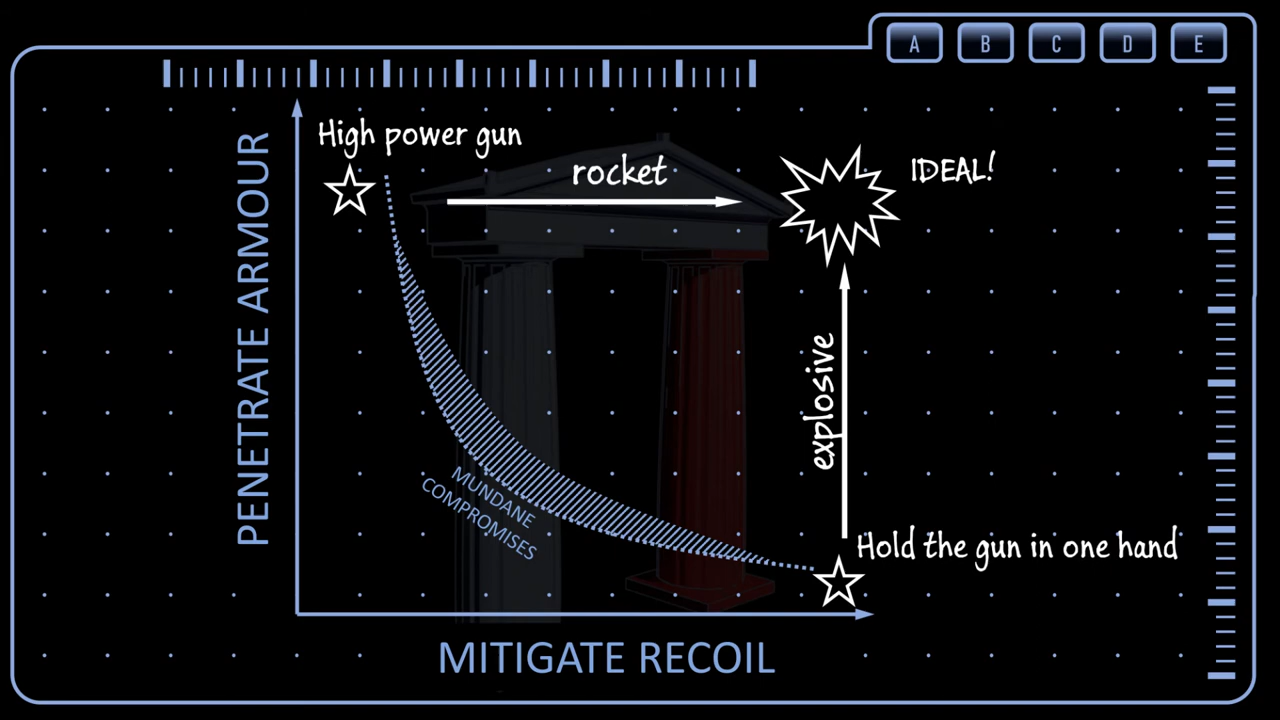 A
B
C
D
E
High power gun
rocket
IDEAL!
PENETRATE ARMOUR
explosive
MUNDANE
COMPROMISES
Hold the gun in one hand
MITIGATE RECOIL